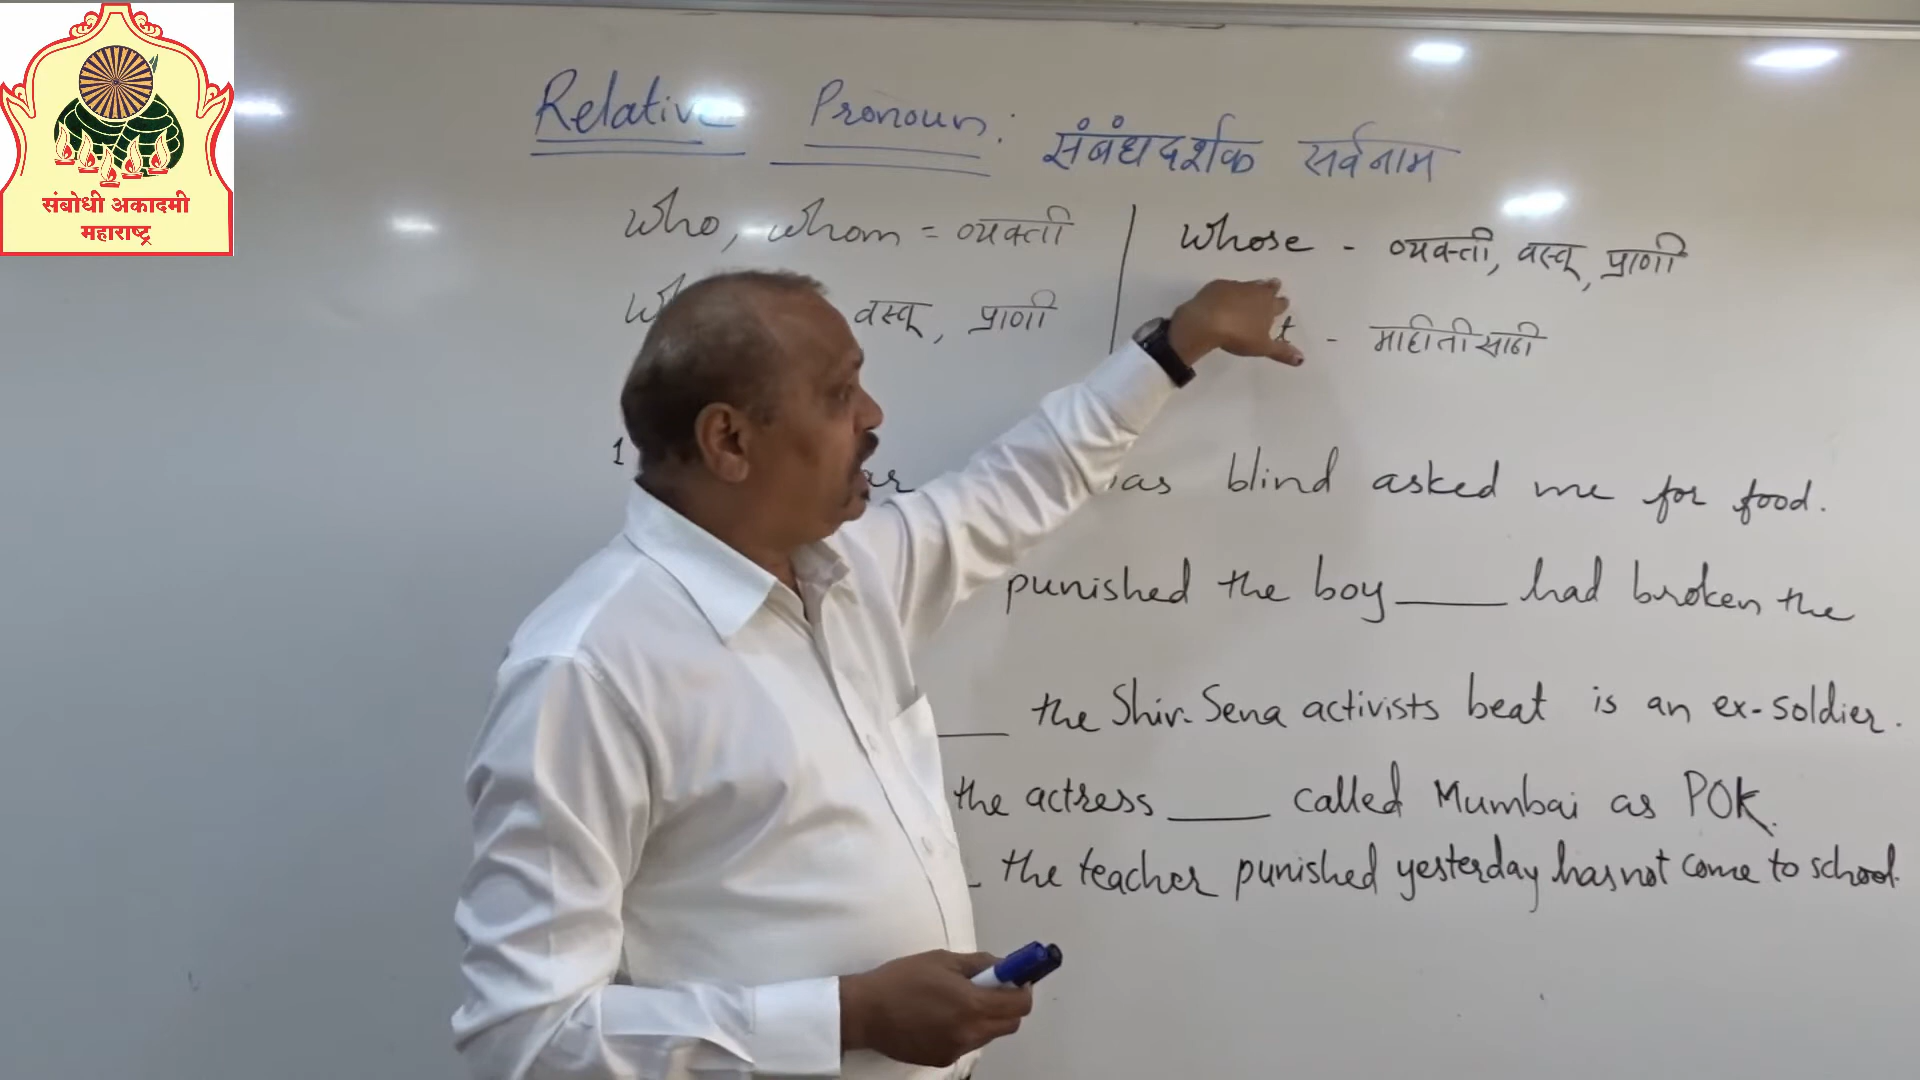 संबोधी अकादमी
महाराष्ट्र
Relative Pronoun: संबंधदर्शक सर्वनाम
who, whom = व्यक्ती
whose - व्यक्ती, वस्तू, प्राणी
वस्तू, प्राणी
- माहितीसाठी
1
blind asked me for food.
punished the boy ____ had broken the
____ the Shiv-Sena activists beat is an ex-soldier.
the actress ____ called Mumbai as POK.
the teacher punished yesterday has not come to school.